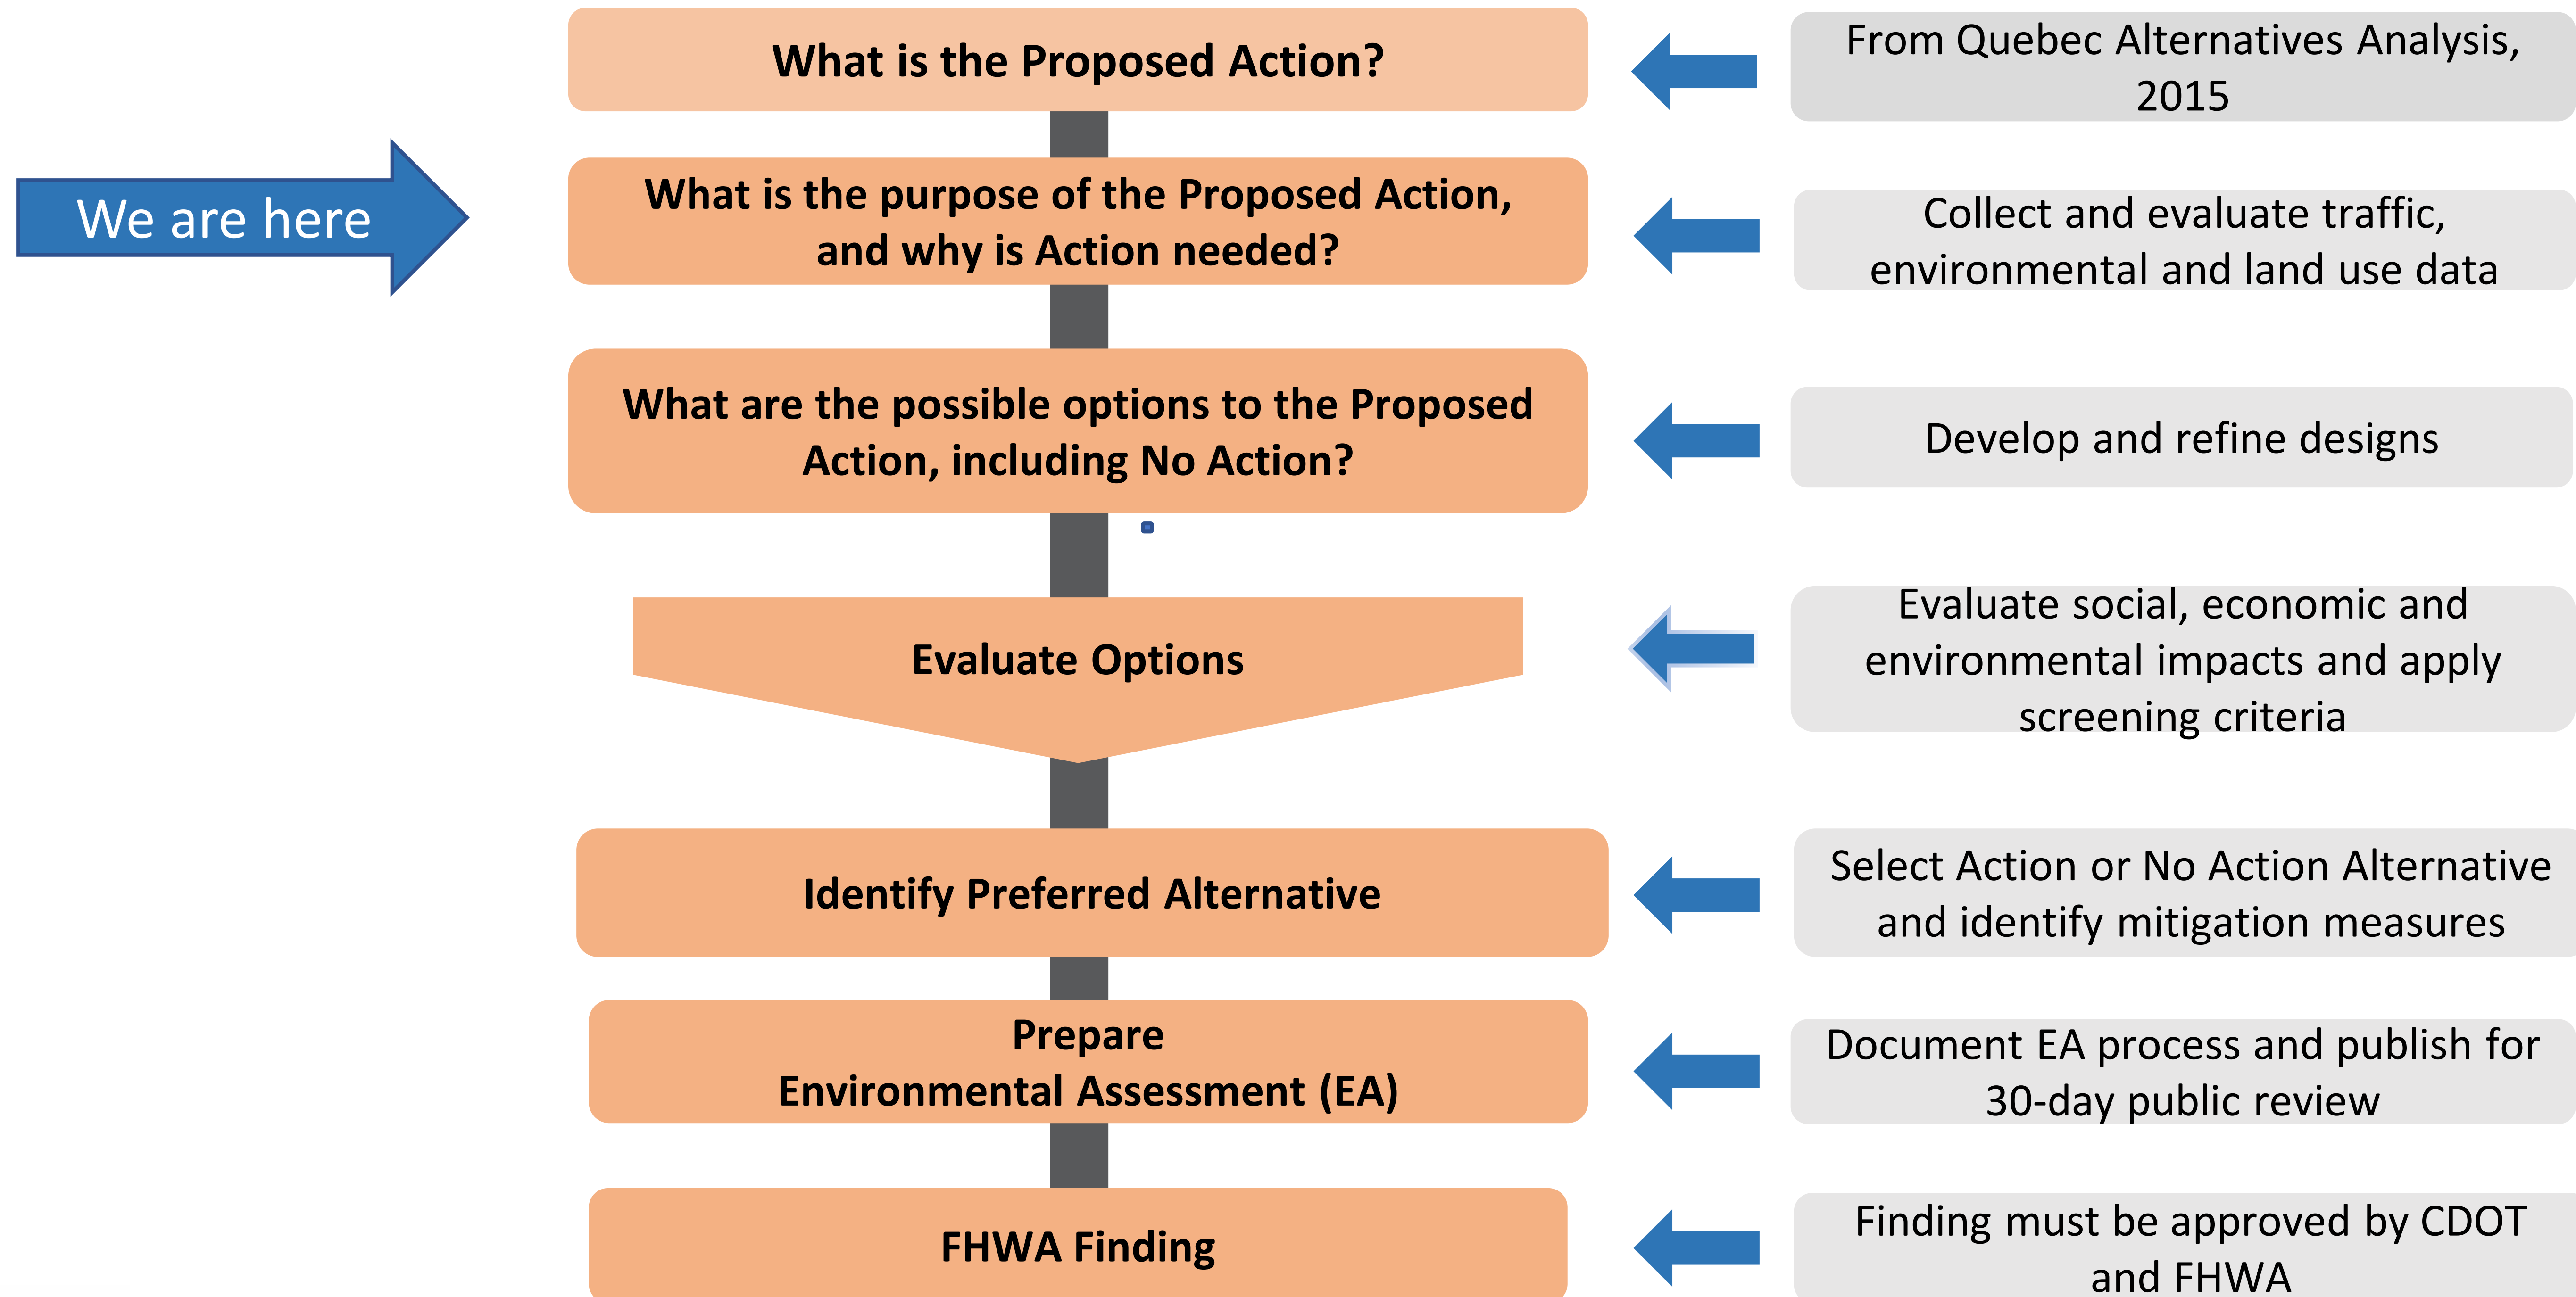 What is the Proposed Action?
From Quebec Alternatives Analysis,
2015
We are here
What is the purpose of the Proposed Action,
and why is Action needed?
Collect and evaluate traffic,
environmental and land use data
What are the possible options to the Proposed
Action, including No Action?
Develop and refine designs
Evaluate Options
Evaluate social, economic and
environmental impacts and apply
screening criteria
Identify Preferred Alternative
Select Action or No Action Alternative
and identify mitigation measures
Prepare
Environmental Assessment (EA)
Document EA process and publish for
30-day public review
FHWA Finding
Finding must be approved by CDOT
and FHWA